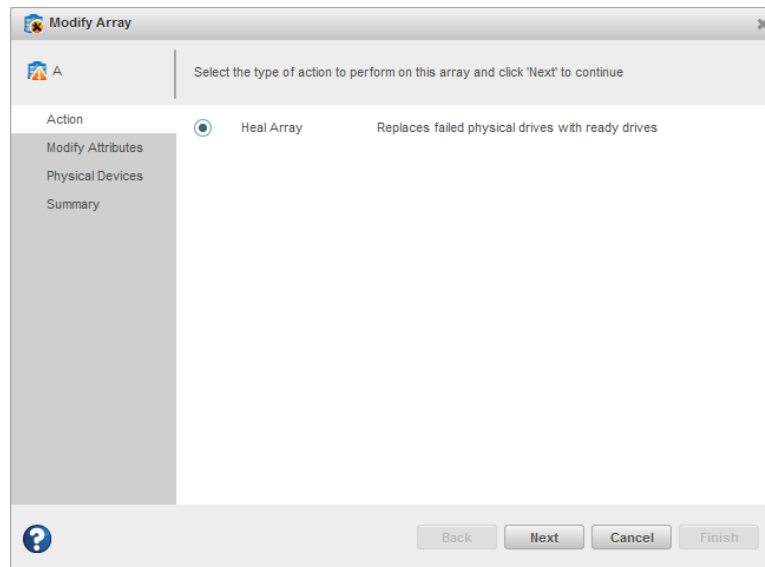 Modify Array
A
Select the type of action to perform on this array and click 'Next' to continue
Action
Modify Attributes
Physical Devices
Summary
Heal Array
Replaces failed physical drives with ready drives
?
Back
Next
Cancel
Finish